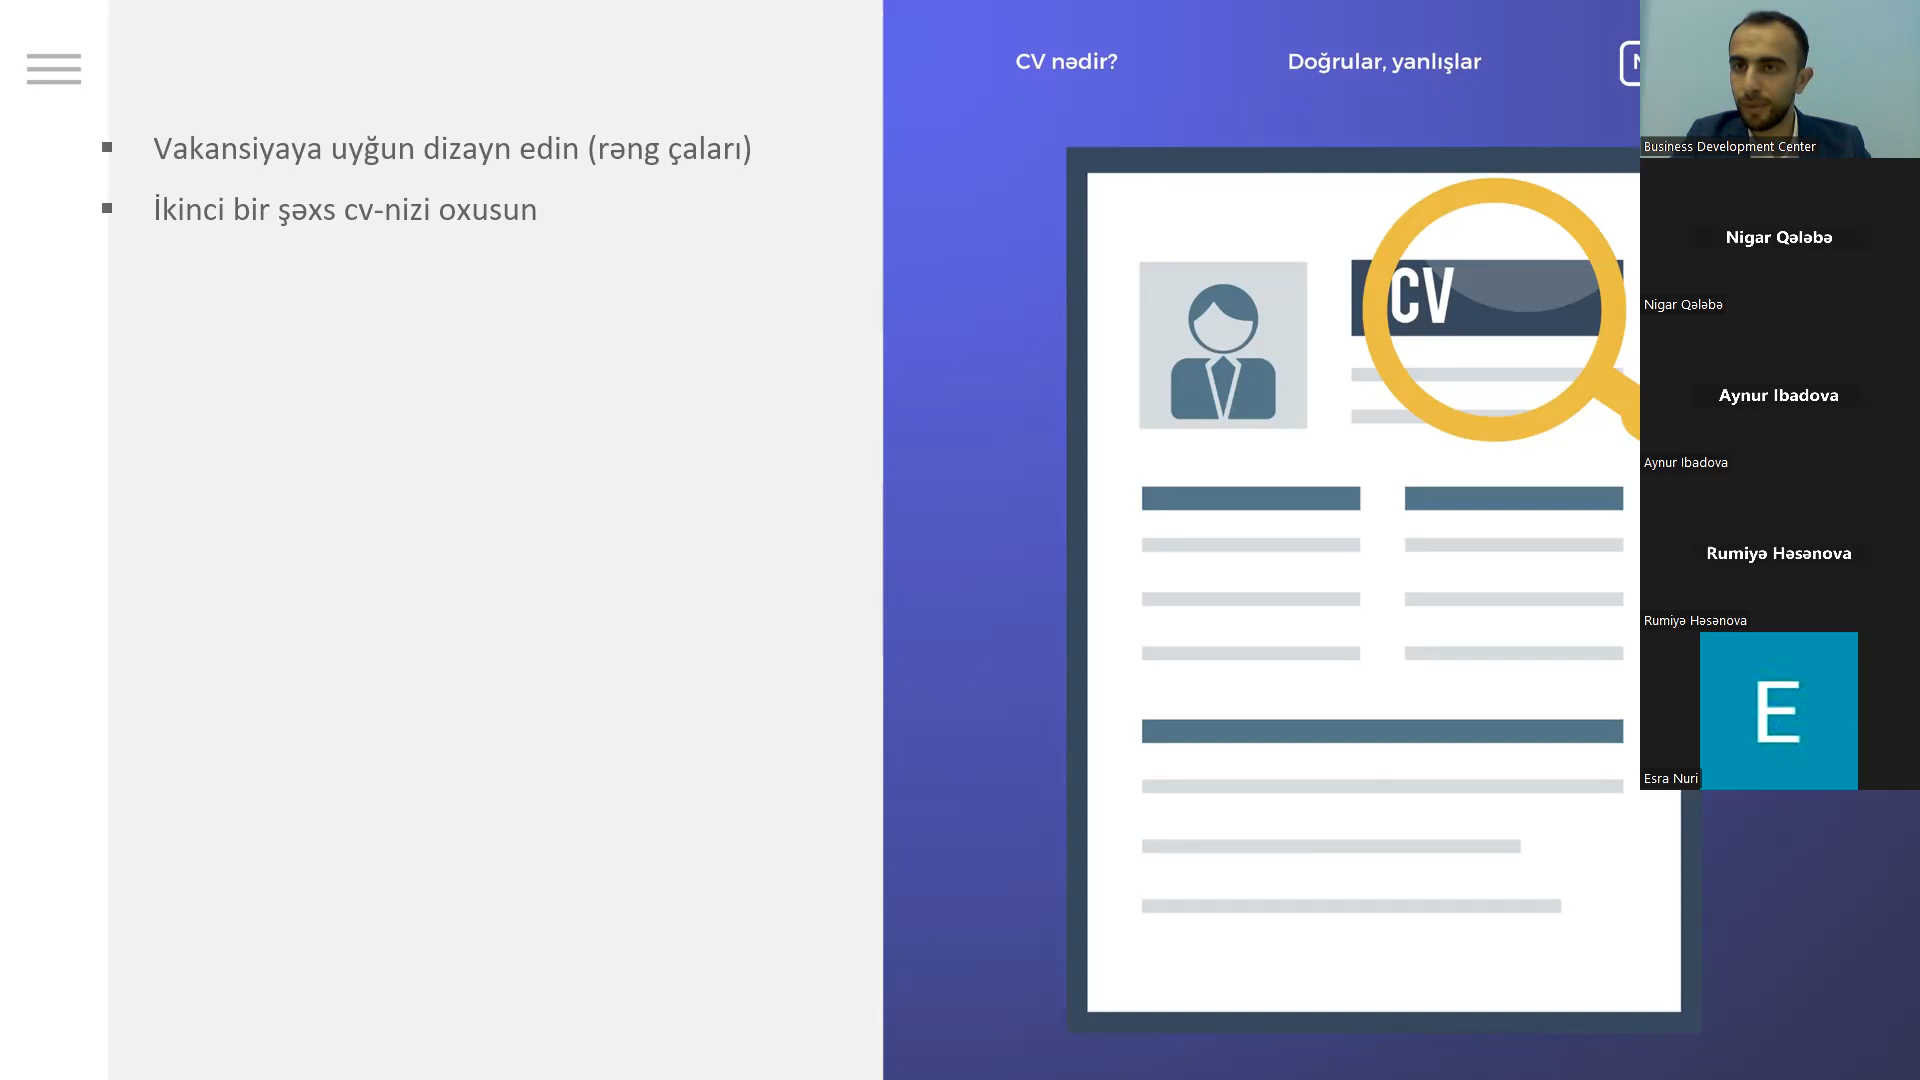 Vakansiyaya uyğun dizayn edin (rəng çaları)
İkinci bir şəxs cv-nizi oxusun
CV nədir?
Doğrular, yanlışlar
CV
Business Development Center
Nigar Qələbə
Nigar Qələbə
Aynur Ibadova
Aynur Ibadova
Rumiyə Həsənova
Rumiyə Həsənova
E
Esra Nuri